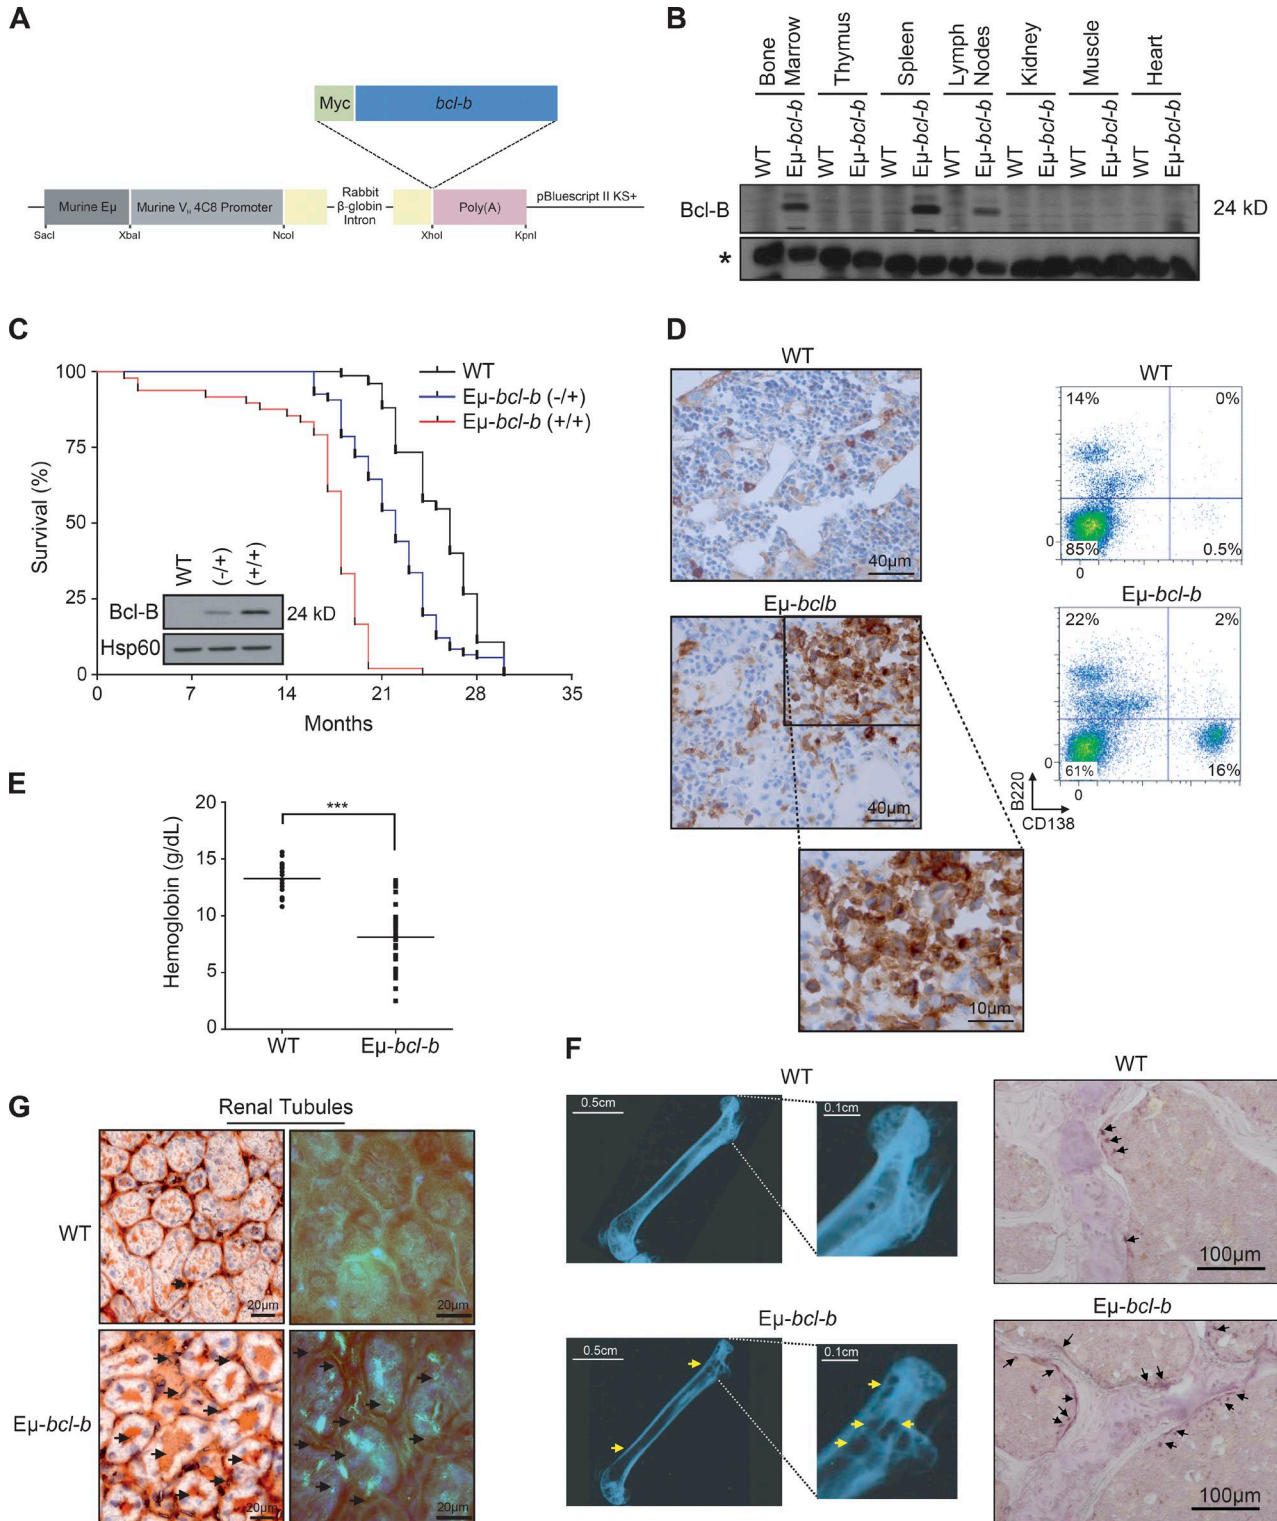 A
Myc
bcl-b
Murine Eµ
Murine VH 4C8 Promoter
Rabbit
β-globin
Intron
Poly(A)
pBluescript II KS+
SacI
XbaI
NcoI
XhoI
KpnI
B
Bone
Marrow
Thymus
Spleen
Lymph
Nodes
Kidney
Muscle
Heart
WT
Eµ-bcl-b
WT
Eµ-bcl-b
WT
Eµ-bcl-b
WT
Eµ-bcl-b
WT
Eµ-bcl-b
WT
Eµ-bcl-b
WT
Eµ-bcl-b
Bcl-B
24 kD
*
C
100
75
50
25
0
Survival (%)
0
7
14
21
28
35
Months
WT
Eµ-bcl-b (-/+)
Eµ-bcl-b (+/+)
WT
(-/+)
(+/+)
Bcl-B
24 kD
Hsp60
D
WT
40µm
Eµ-bclb
40µm
10µm
WT
14%
0%
85%
0.5%
0
0
Eµ-bcl-b
22%
2%
61%
16%
0
0
B220
CD138
E
20
15
10
5
0
Hemoglobin (g/dL)
***
WT
Eµ-bcl-b
F
WT
0.5cm
0.1cm
Eµ-bcl-b
0.5cm
0.1cm
WT
100µm
Eµ-bcl-b
100µm
G
Renal Tubules
WT
20µm
20µm
Eµ-bcl-b
20µm
20µm